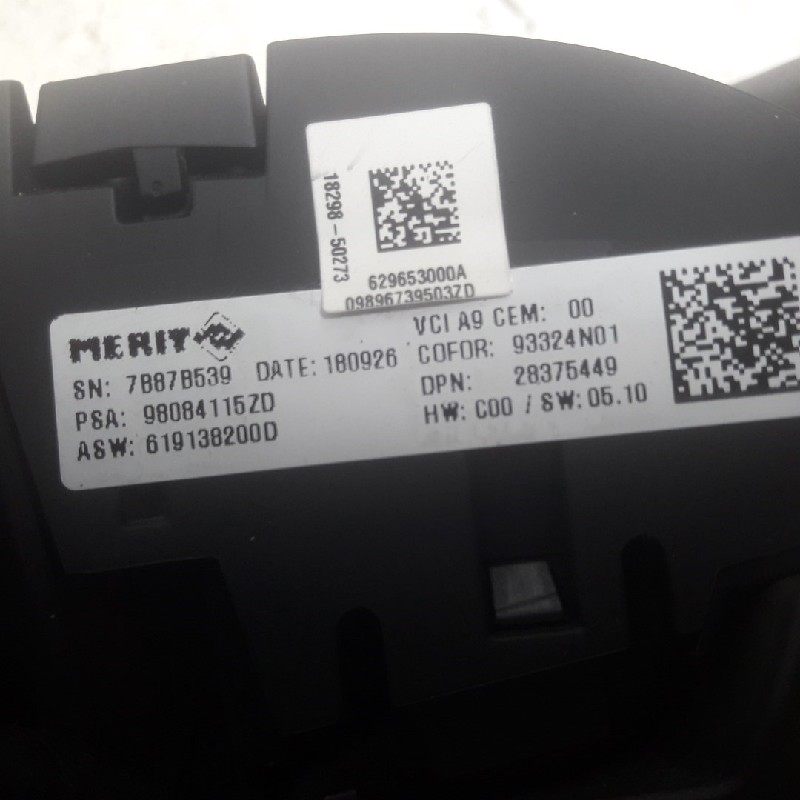 18298-50273
629653000A
09896739503ZD
MERIT
SN: 7B87B539 DATE: 180926
PSA: 98084115ZD
ASW: 619138200D
VCI A9 CEM: 00
COFOR: 93324N01
DPN: 28375449
HW: C00 / SW: 05.10